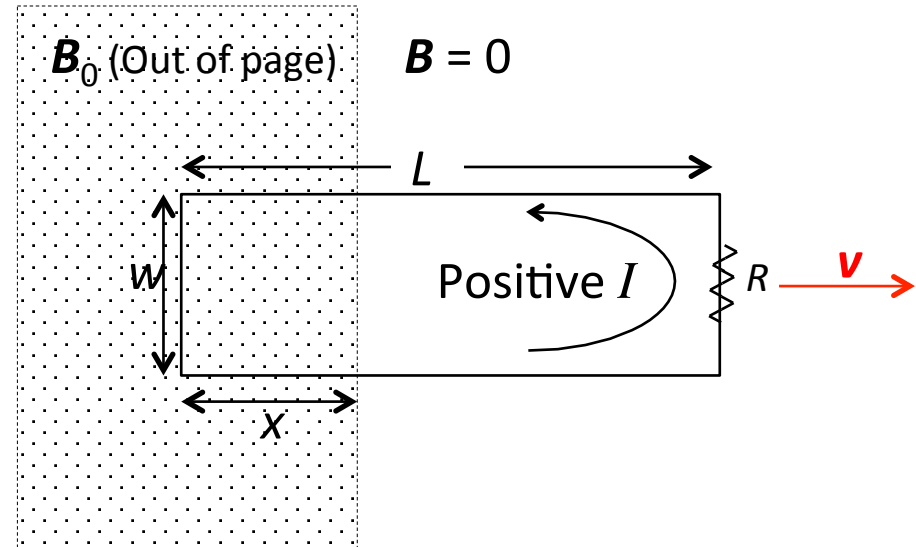 B₀ (Out of page)
B = 0
L
w
Positive I
R
v
x